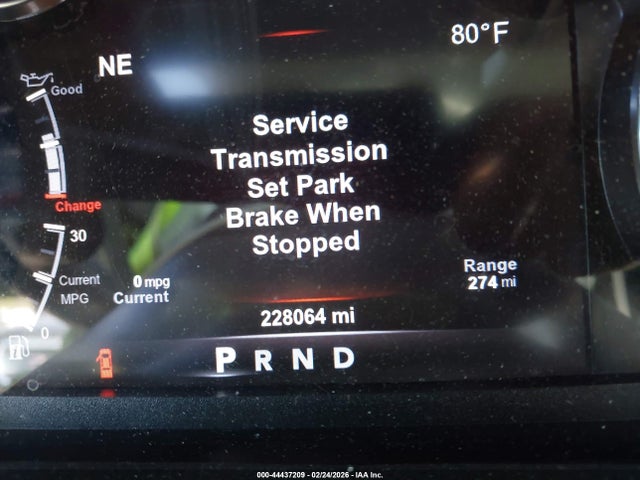 80°F
NE
Good
Service
Transmission
Set Park
Brake When
Stopped
Change
30
Current
MPG
0 mpg
Current
Range
274 mi
0
228064 mi
P R N D
000-44437209 - 02/24/2026 - IAA Inc.